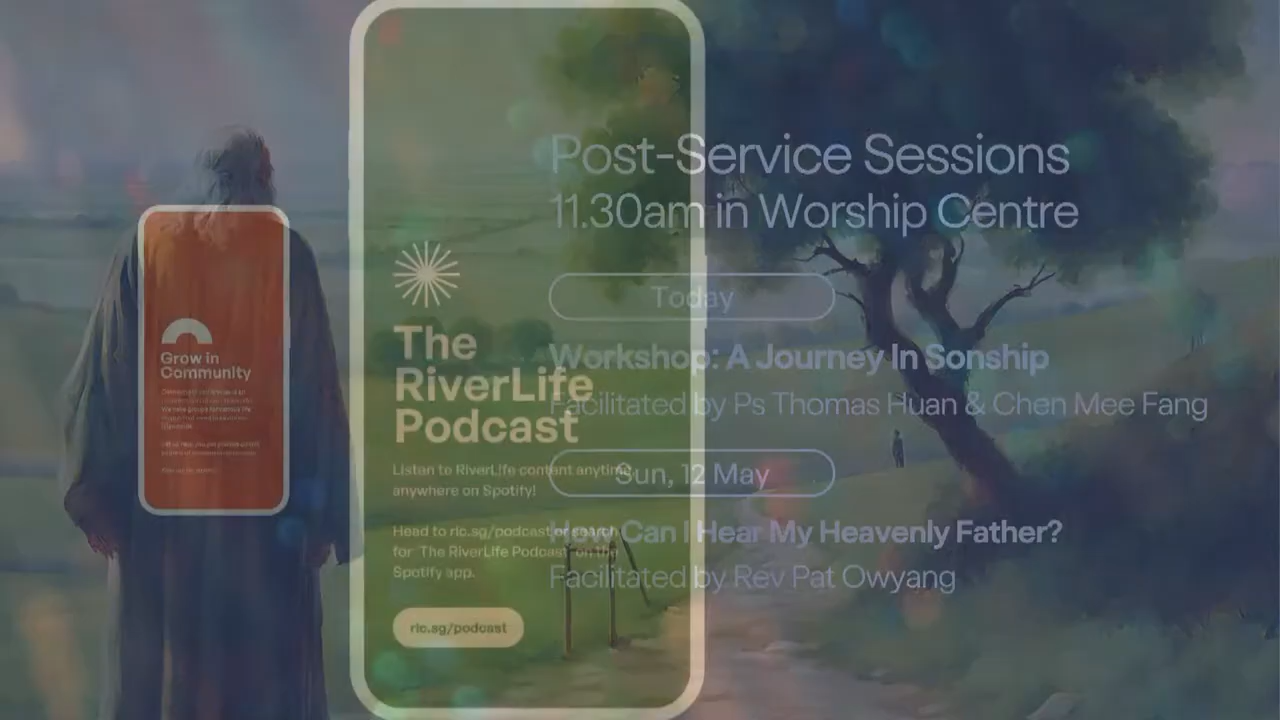 Post-Service Sessions
11.30am in Worship Centre
Today
Workshop: A Journey In Sonship
Facilitated by Ps Thomas Huan & Chen Mee Fang
Sun, 12 May
How Can I Hear My Heavenly Father?
Facilitated by Rev Pat Owyang
The
RiverLife
Podcast
Listen to RiverLife content anytime,
anywhere on Spotify!
Head to rlc.sg/podcast or search
for 'The RiverLife Podcast' on the
Spotify app.
rlc.sg/podcast
Grow in
Community